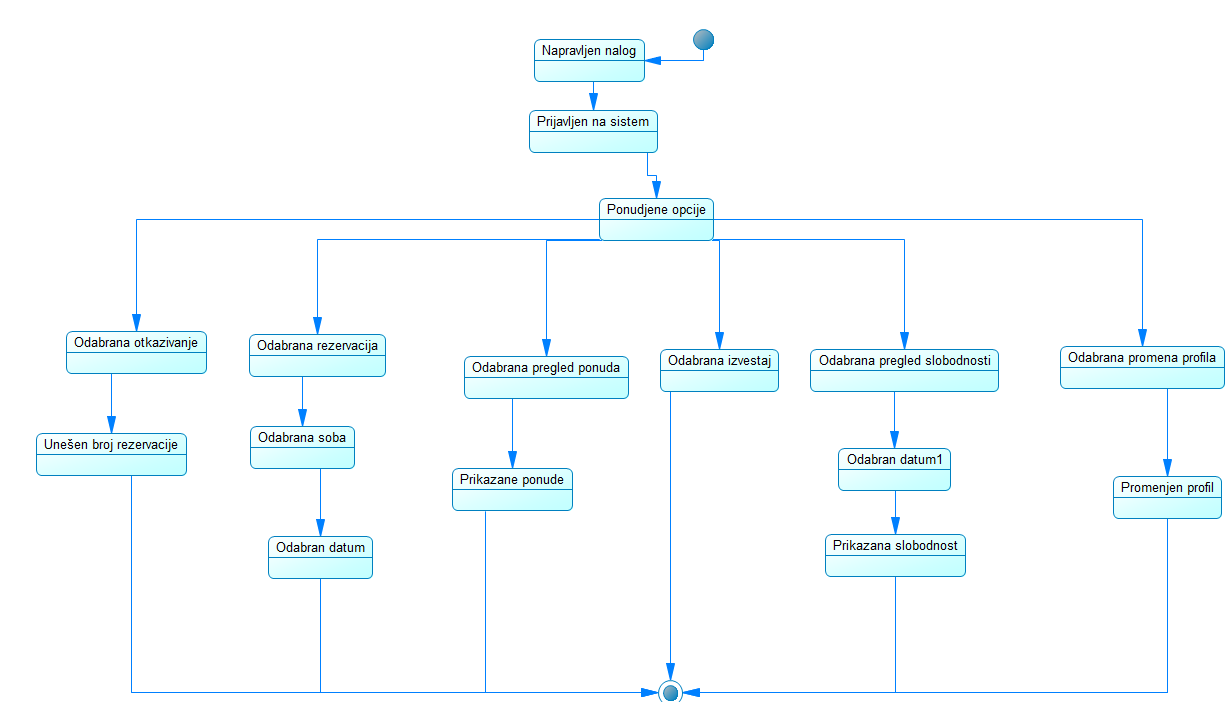 Napravljen nalog
Prijavljen na sistem
Ponudjene opcije
Odabrana otkazivanje
Odabrana rezervacija
Odabrana pregled ponuda
Odabrana izvestaj
Odabrana pregled slobodnosti
Odabrana promena profila
Unešen broj rezervacije
Odabrana soba
Prikazane ponude
Odabran datum1
Promenjen profil
Odabran datum
Prikazana slobodnost